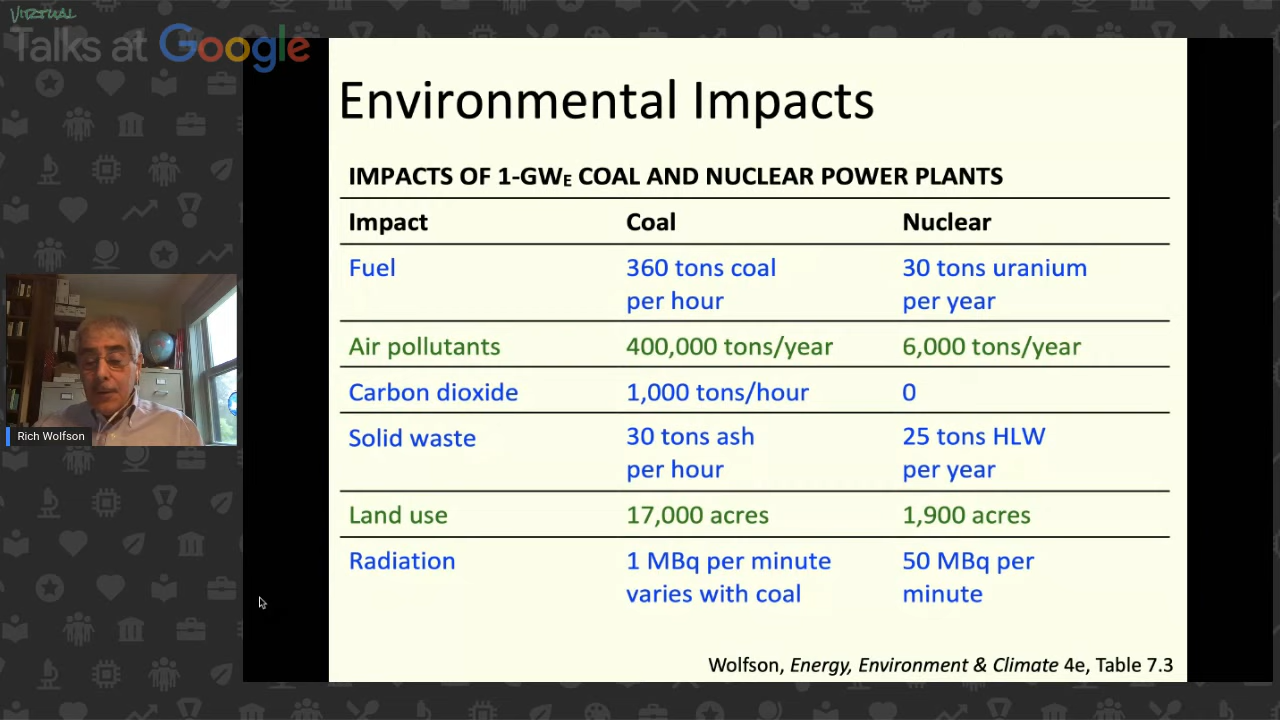 VIRTUAL
Talks at Google
Environmental Impacts
IMPACTS OF 1-GWE COAL AND NUCLEAR POWER PLANTS
Impact Coal Nuclear
Fuel 360 tons coal 30 tons uranium
per hour per year
Air pollutants 400,000 tons/year 6,000 tons/year
Carbon dioxide 1,000 tons/hour 0
Solid waste 30 tons ash 25 tons HLW
per hour per year
Land use 17,000 acres 1,900 acres
Radiation 1 MBq per minute 50 MBq per
varies with coal minute
Wolfson, Energy, Environment & Climate 4e, Table 7.3
Rich Wolfson